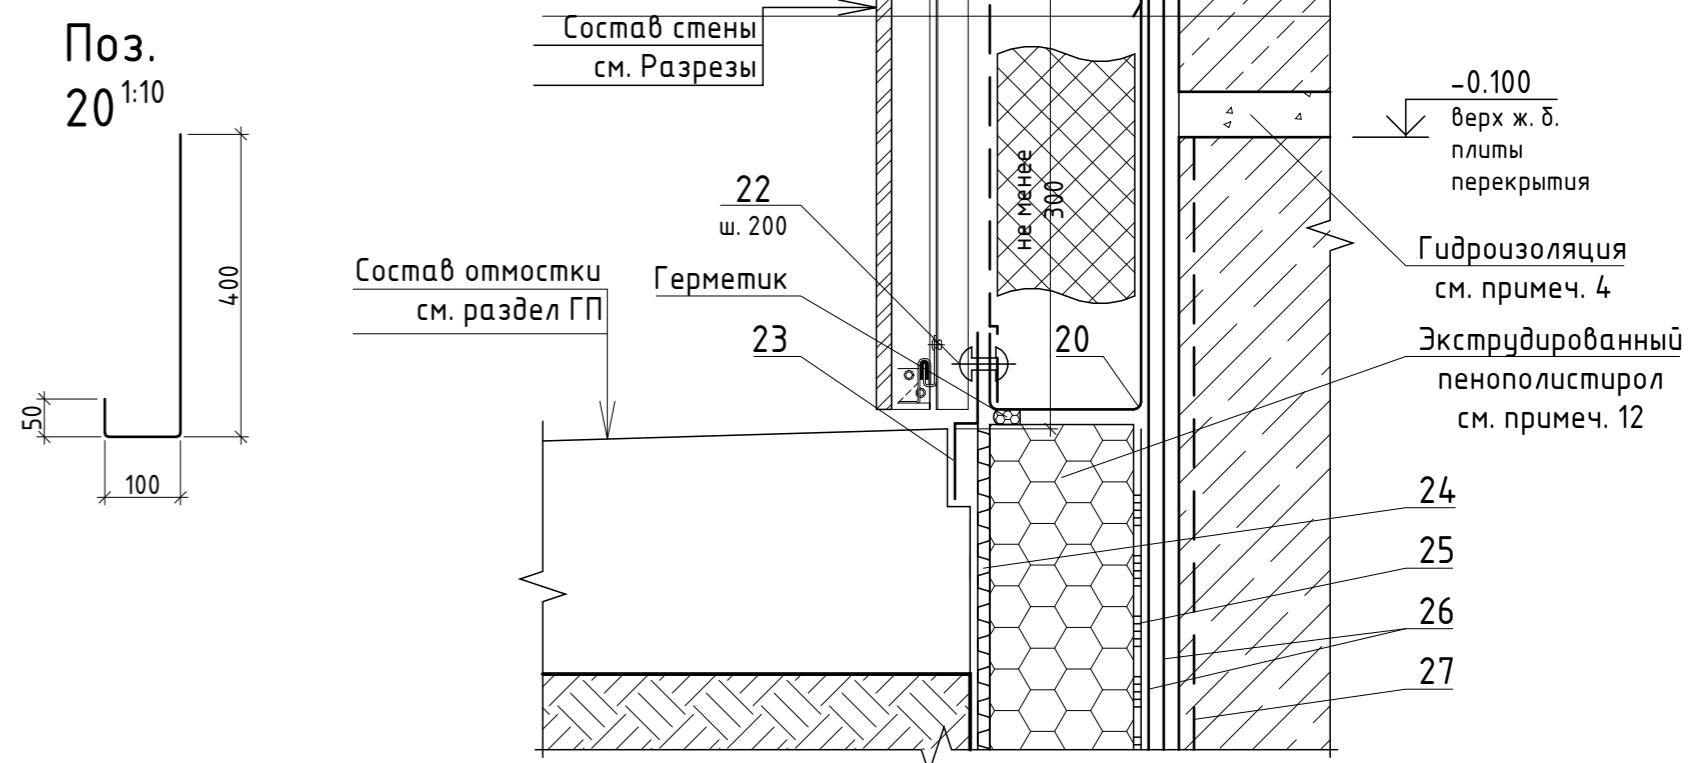 Поз.
20 1:10
400
50
100
Состав стены
см. Разрезы
22
ш. 200
Состав отмостки
см. раздел ГП
Герметик
23
не менее
300
20
-0.100
верх ж. б.
плиты
перекрытия
Гидроизоляция
см. примеч. 4
Экструдированный
пенополистирол
см. примеч. 12
24
25
26
27